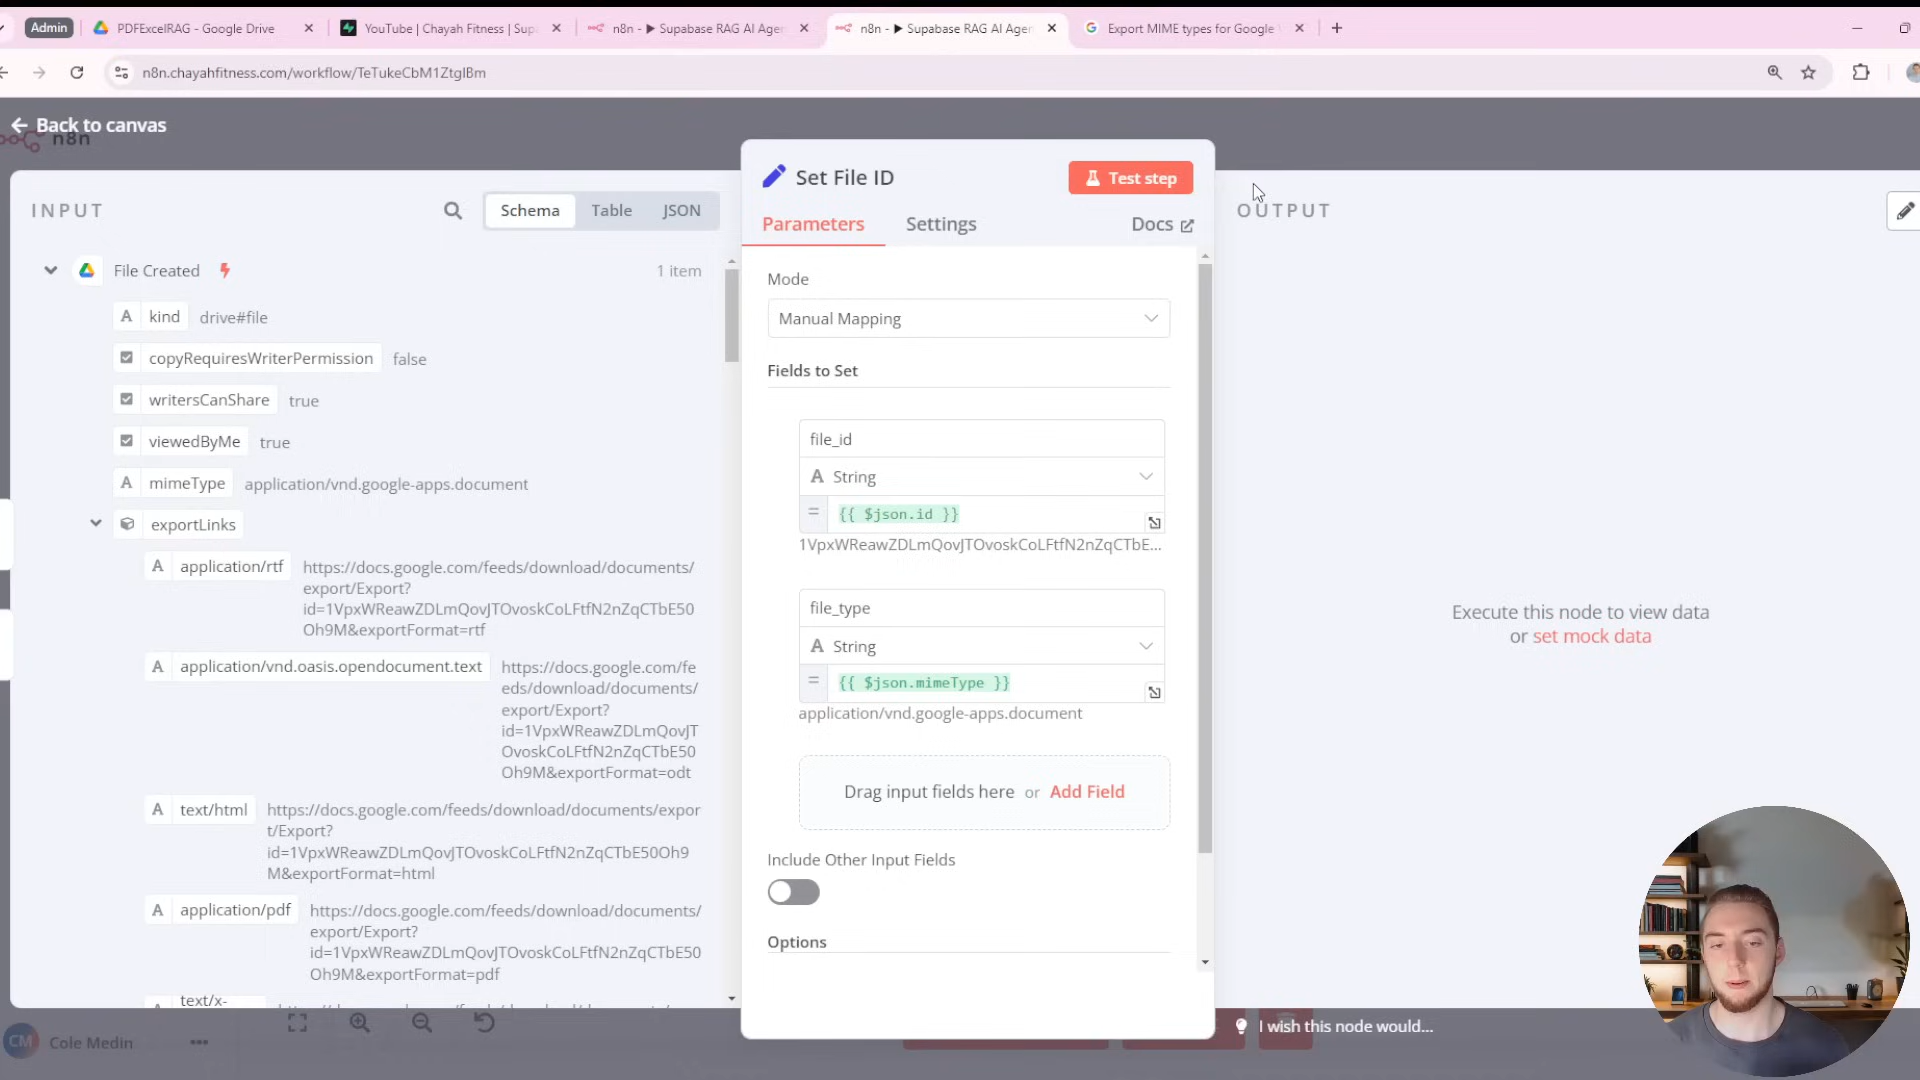 Admin
PDFExcelRAG - Google Drive
YouTube | Chayah Fitness | Sup
n8n - ▶ Supabase RAG AI Agen
n8n - ▶ Supabase RAG AI Agen
Export MIME types for Google
n8n.chayahfitness.com/workflow/TeTukeCbM1ZtgIBm
Back to canvas
n8n
INPUT
Schema
Table
JSON
File Created
1 item
kind
drive#file
copyRequiresWriterPermission
false
writersCanShare
true
viewedByMe
true
mimeType
application/vnd.google-apps.document
exportLinks
application/rtf
https://docs.google.com/feeds/download/documents/
export/Export?
id=1VpxWReawZDLmQovJTOvoskCoLFtfN2nZqCTbE50
Oh9M&exportFormat=rtf
application/vnd.oasis.opendocument.text
https://docs.google.com/fe
eds/download/documents/
export/Export?
id=1VpxWReawZDLmQovJT
OvoskCoLFtfN2nZqCTbE50
Oh9M&exportFormat=odt
text/html
https://docs.google.com/feeds/download/documents/expor
t/Export?
id=1VpxWReawZDLmQovJTOvoskCoLFtfN2nZqCTbE50Oh9
M&exportFormat=html
application/pdf
https://docs.google.com/feeds/download/documents/
export/Export?
id=1VpxWReawZDLmQovJTOvoskCoLFtfN2nZqCTbE50
Oh9M&exportFormat=pdf
text/x-
Set File ID
Test step
Parameters
Settings
Docs
Mode
Manual Mapping
Fields to Set
file_id
A String
= {{ $json.id }}
1VpxWReawZDLmQovJTOvoskCoLFtfN2nZqCTbE...
file_type
A String
= {{ $json.mimeType }}
application/vnd.google-apps.document
Drag input fields here or Add Field
Include Other Input Fields
Options
OUTPUT
Execute this node to view data
or set mock data
I wish this node would...
CM
Cole Medin